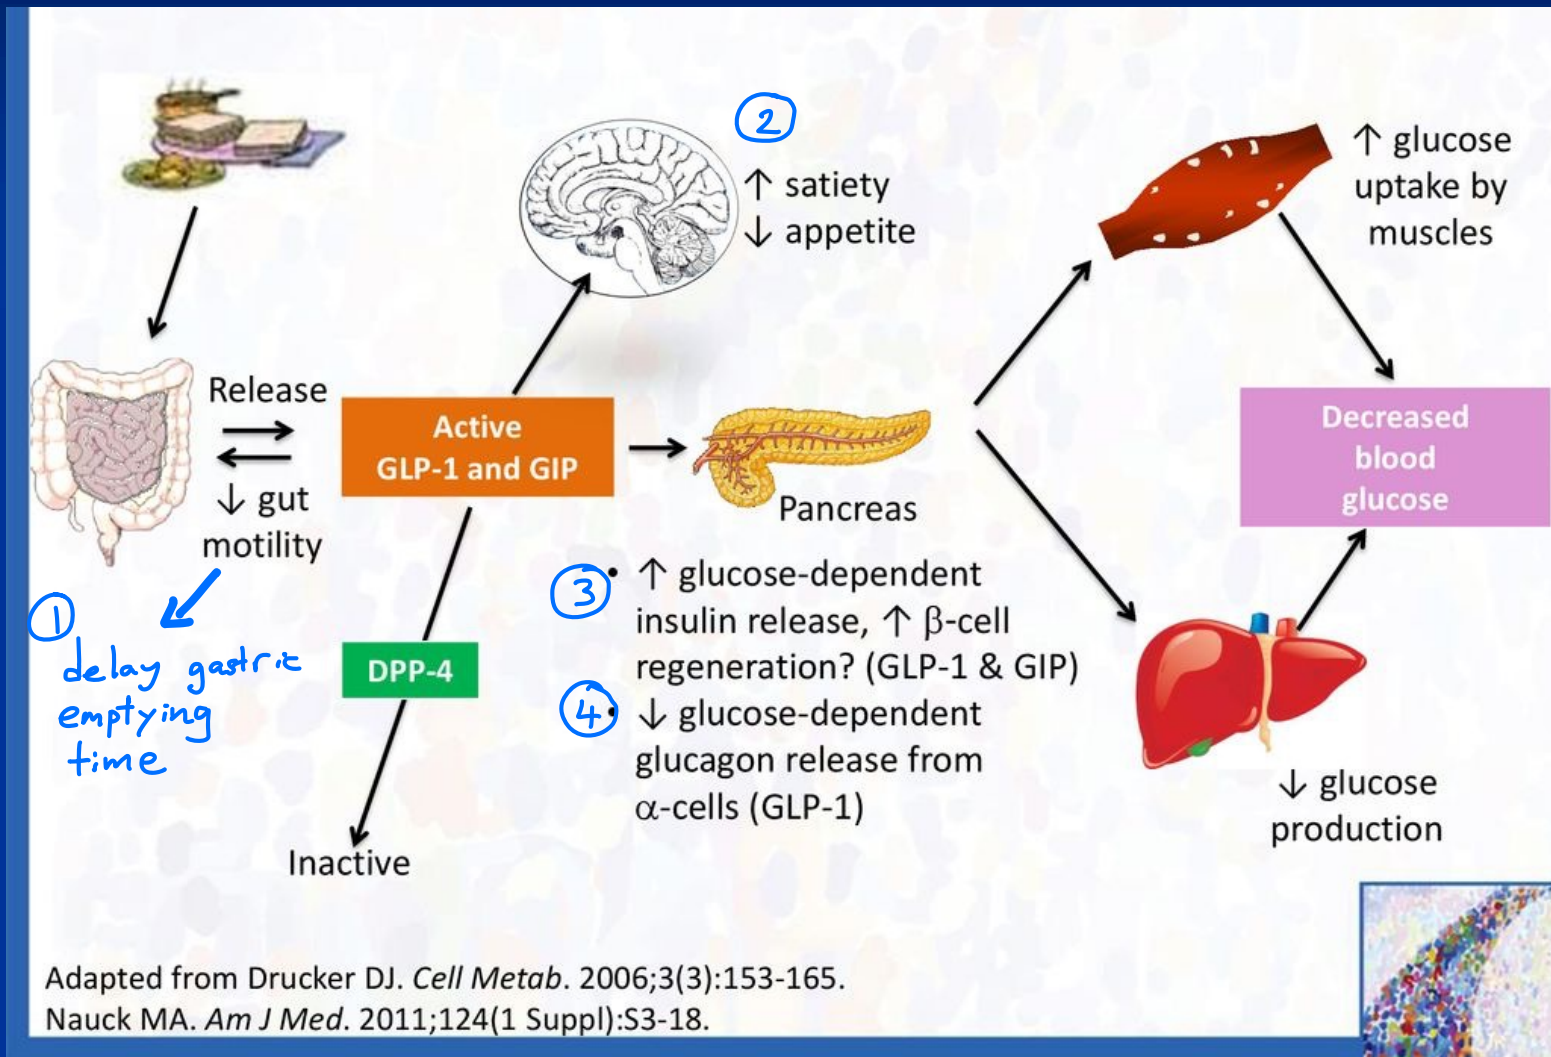 ②
↑ satiety
↓ appetite
↑ glucose
uptake by
muscles
Release
↓ gut
motility
①
delay gastric
emptying
time
Active
GLP-1 and GIP
DPP-4
Inactive
Pancreas
③ • ↑ glucose-dependent
insulin release, ↑ β-cell
regeneration? (GLP-1 & GIP)
④ • ↓ glucose-dependent
glucagon release from
α-cells (GLP-1)
Decreased
blood
glucose
↓ glucose
production
Adapted from Drucker DJ. Cell Metab. 2006;3(3):153-165.
Nauck MA. Am J Med. 2011;124(1 Suppl):S3-18.